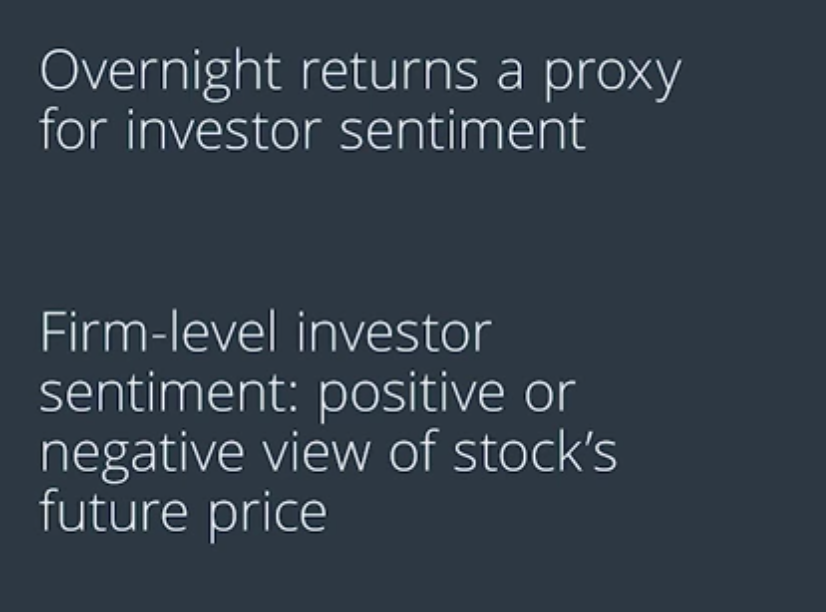 Overnight returns a proxy
for investor sentiment
Firm-level investor
sentiment: positive or
negative view of stock’s
future price